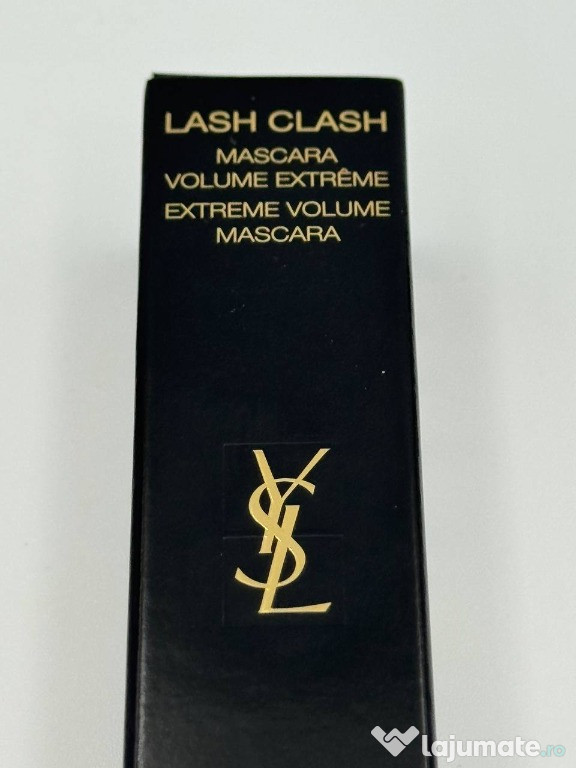 LASH CLASH
MASCARA
VOLUME EXTRÊME
EXTREME VOLUME
MASCARA
YSL
lajumate.ro